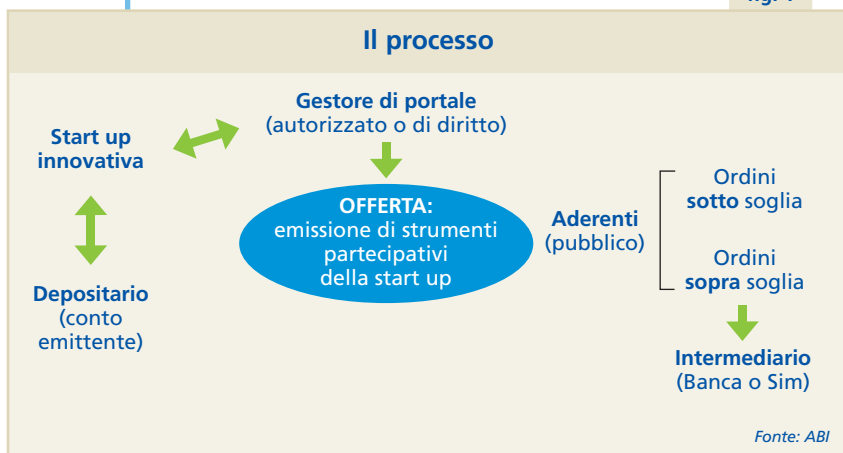 Il processo
Gestore di portale
(autorizzato o di diritto)
Start up
innovativa
OFFERTA:
emissione di strumenti
partecipativi
della start up
Aderenti
(pubblico)
Ordini
sotto soglia
Ordini
sopra soglia
Depositario
(conto
emittente)
Intermediario
(Banca o Sim)
Fonte: ABI